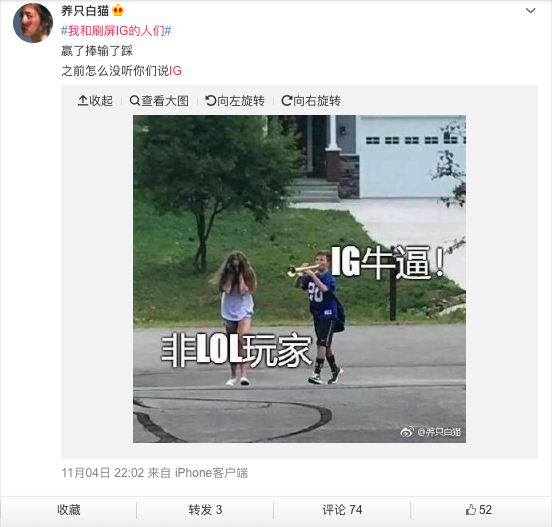 养只白猫
#我和刷屏IG的人们#
赢了捧输了踩
之前怎么没听你们说IG
收起 查看大图 向左旋转 向右旋转
IG牛逼！
非LOL玩家
@养只白猫
11月04日 22:02 来自 iPhone客户端
收藏 转发 3 评论 74 52